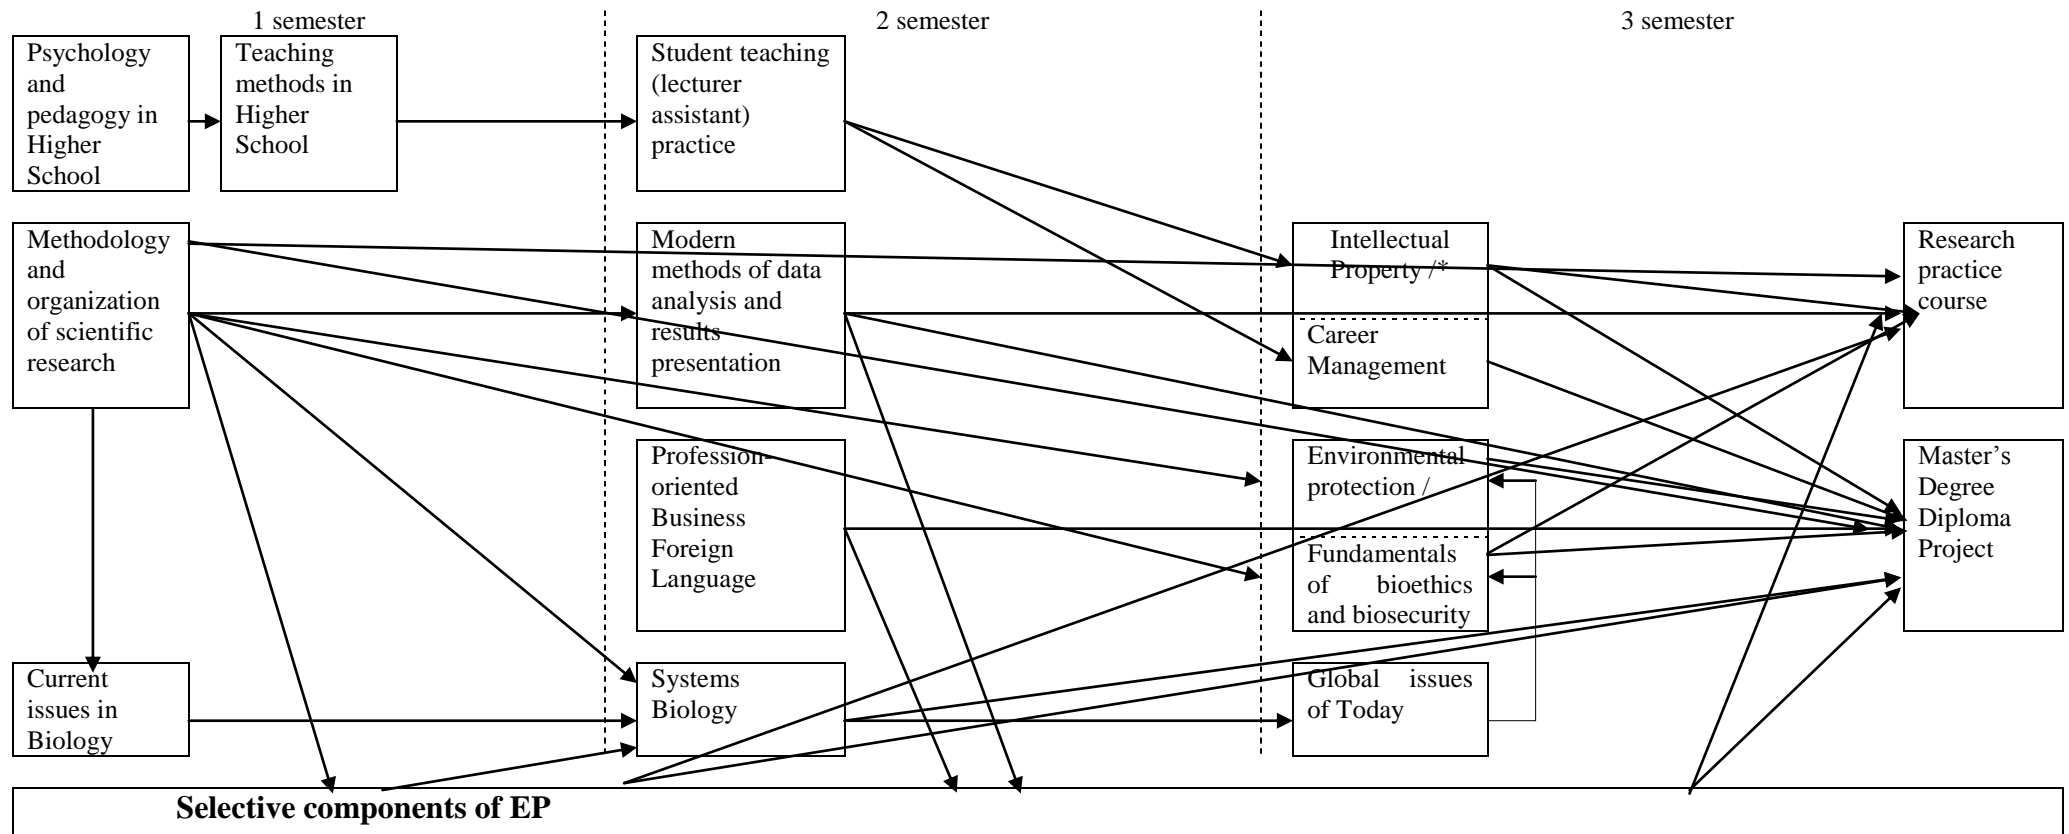 1 semester
2 semester
3 semester
Psychology
and
pedagogy in
Higher
School
Teaching
methods in
Higher
School
Student teaching
(lecturer
assistant)
practice
Methodology
and
organization
of scientific
research
Modern
methods of data
analysis and
results
presentation
Intellectual
Property /*
Career
Management
Research
practice
course
Profession-
oriented
Business
Foreign
Language
Environmental
protection /
Fundamentals
of bioethics
and biosecurity
Master’s
Degree
Diploma
Project
Current
issues in
Biology
Systems
Biology
Global issues
of Today
Selective components of EP